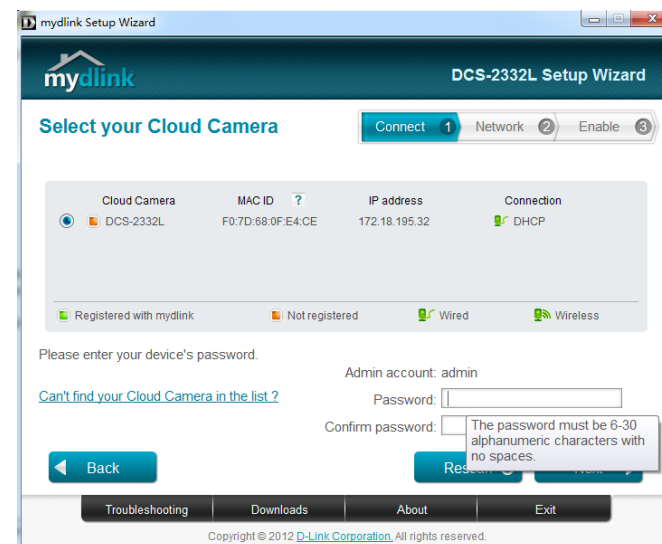 mydlink Setup Wizard
mydlink
DCS-2332L Setup Wizard
Select your Cloud Camera
Connect 1 Network 2 Enable 3
Cloud Camera MAC ID ? IP address Connection
DCS-2332L F0:7D:68:0F:E4:CE 172.18.195.32 DHCP
Registered with mydlink Not registered Wired Wireless
Please enter your device's password.
Admin account: admin
Can't find your Cloud Camera in the list ?
Password:
Confirm password:
The password must be 6-30
alphanumeric characters with
no spaces.
Back
Troubleshooting Downloads About Exit
Copyright © 2012 D-Link Corporation. All rights reserved.